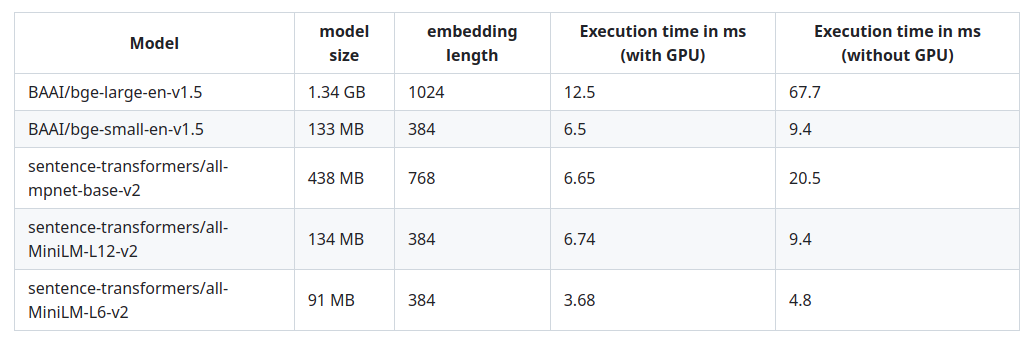 Model
model
size
embedding
length
Execution time in ms
(with GPU)
Execution time in ms
(without GPU)
BAAI/bge-large-en-v1.5
1.34 GB
1024
12.5
67.7
BAAI/bge-small-en-v1.5
133 MB
384
6.5
9.4
sentence-transformers/all-
mpnet-base-v2
438 MB
768
6.65
20.5
sentence-transformers/all-
MiniLM-L12-v2
134 MB
384
6.74
9.4
sentence-transformers/all-
MiniLM-L6-v2
91 MB
384
3.68
4.8